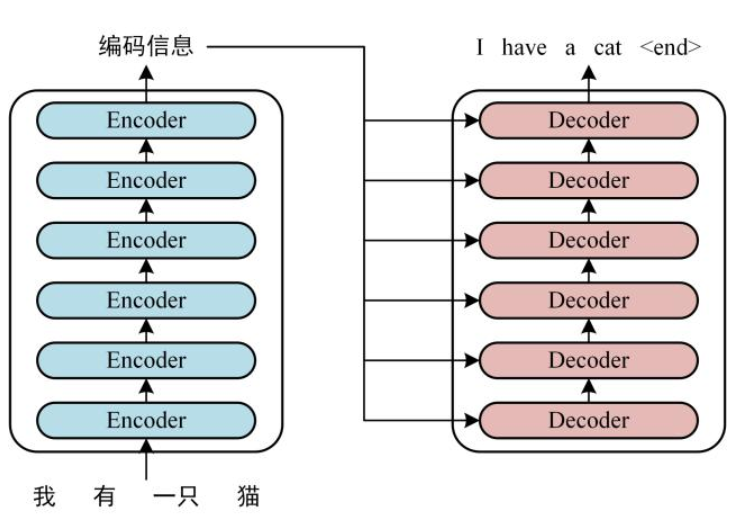 编码信息
Encoder
Encoder
Encoder
Encoder
Encoder
Encoder
我 有 一只 猫
I have a cat <end>
Decoder
Decoder
Decoder
Decoder
Decoder
Decoder